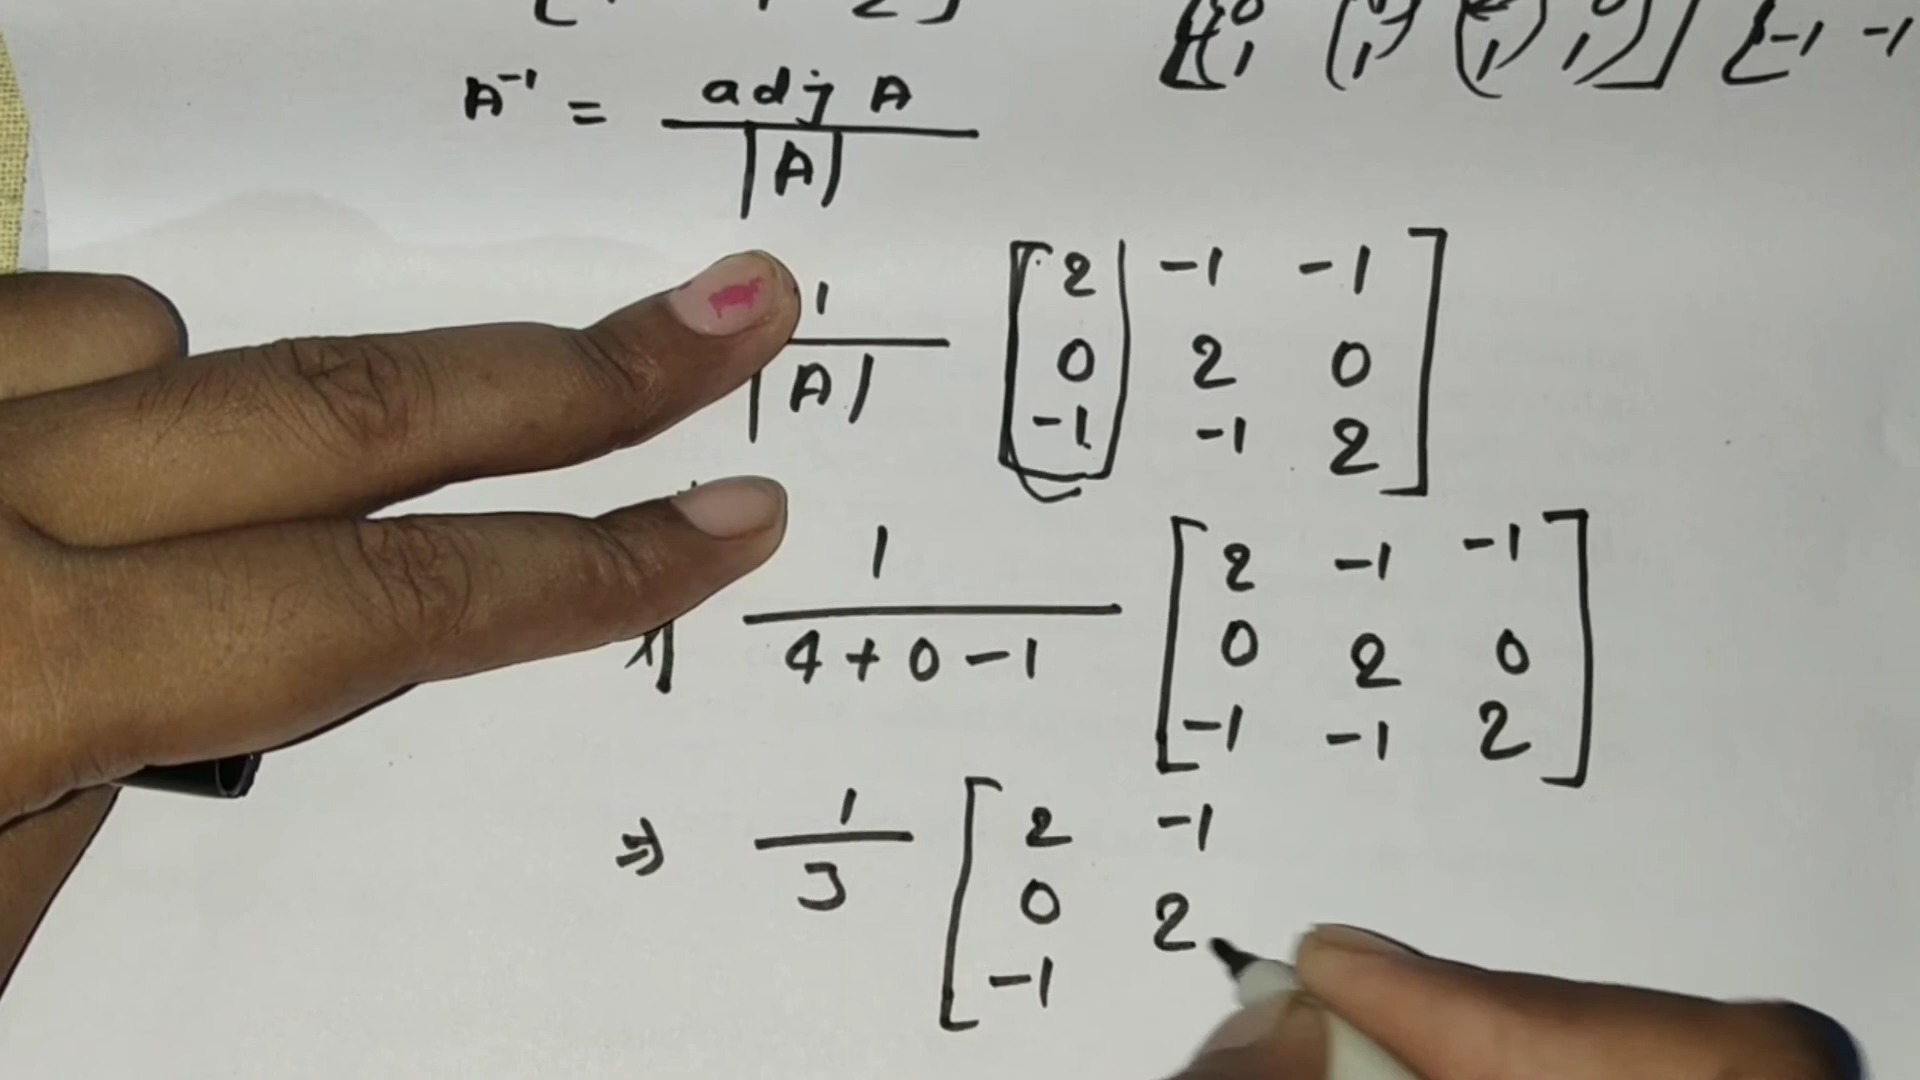 A⁻¹ = adj A
|A|
1
|A|
[ 2 -1 -1
0 2 0
-1 -1 2 ]
1
4 + 0 - 1
[ 2 -1 -1
0 2 0
-1 -1 2 ]
⇒ 1
3
[ 2 -1
0 2
-1